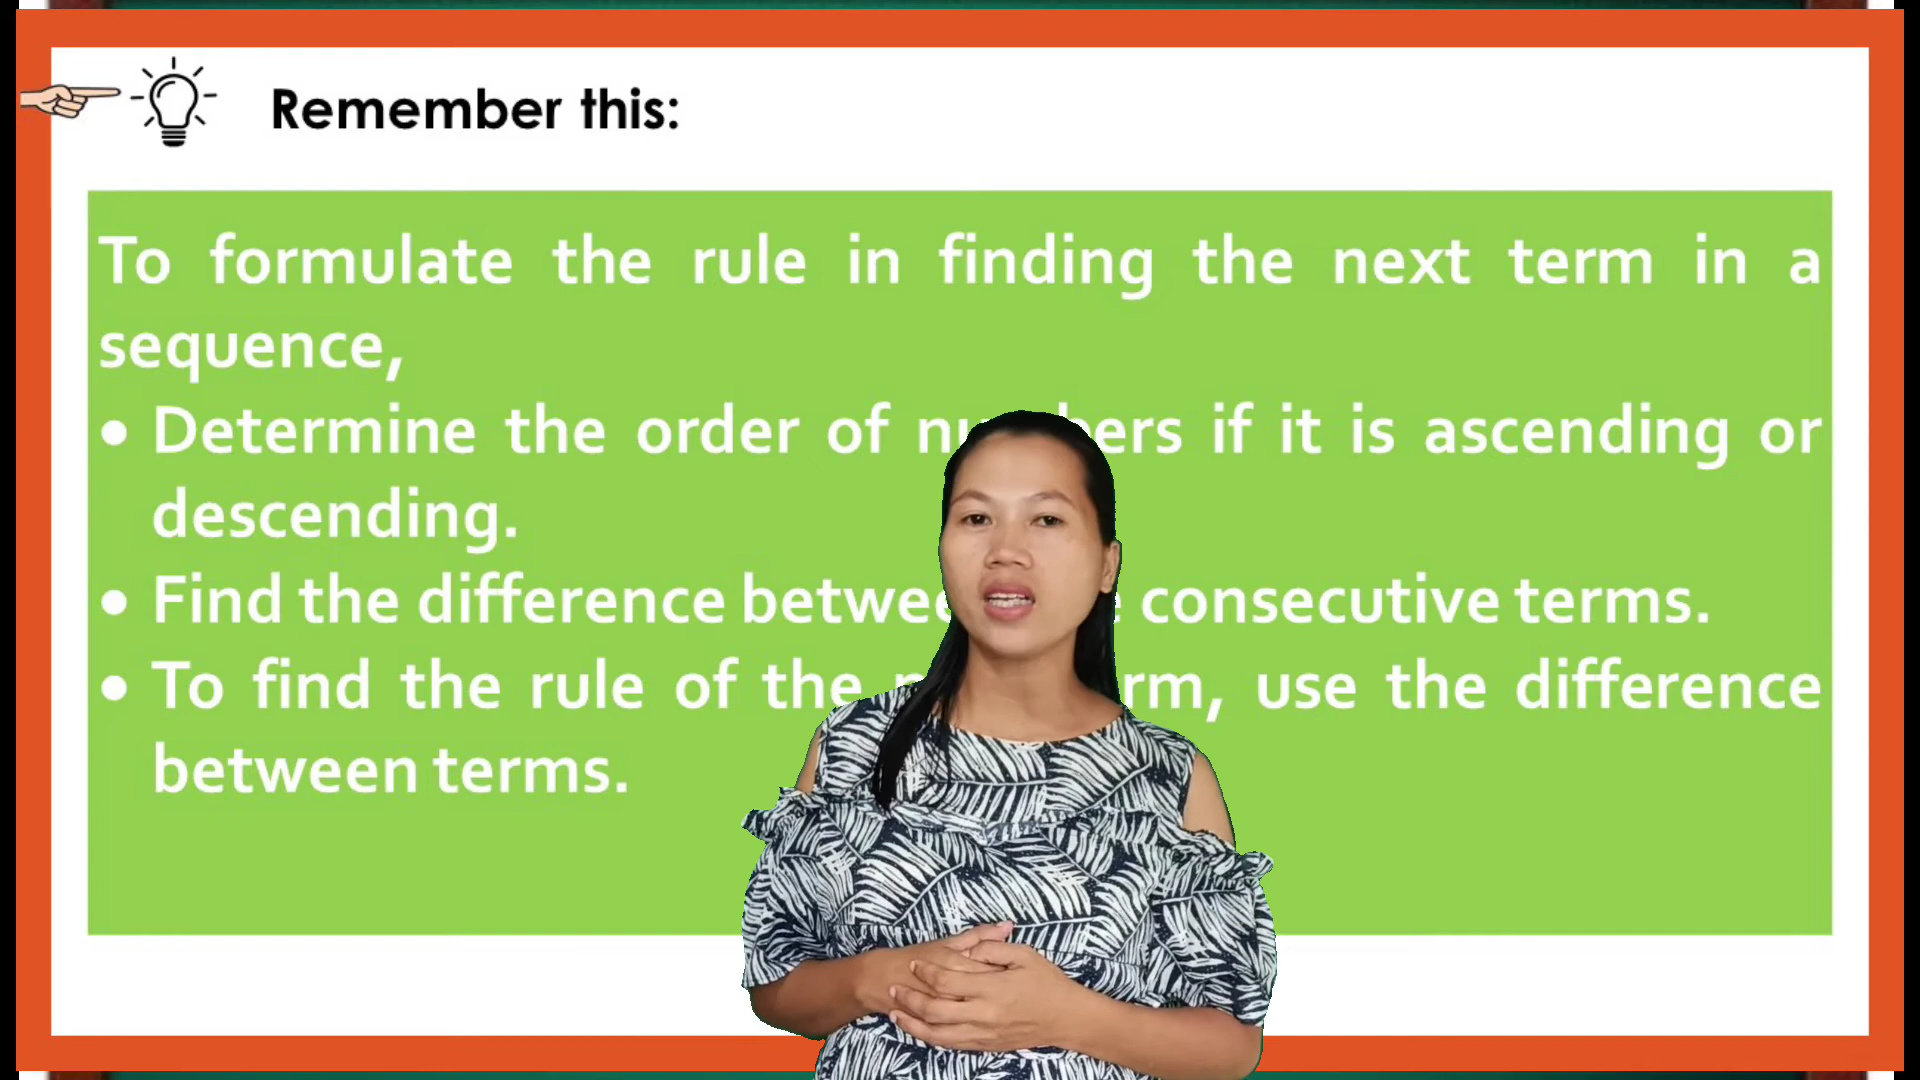 Remember this:
To formulate the rule in finding the next term in a
sequence,
• Determine the order of numbers if it is ascending or
descending.
• Find the difference between consecutive terms.
• To find the rule of the term, use the difference
between terms.